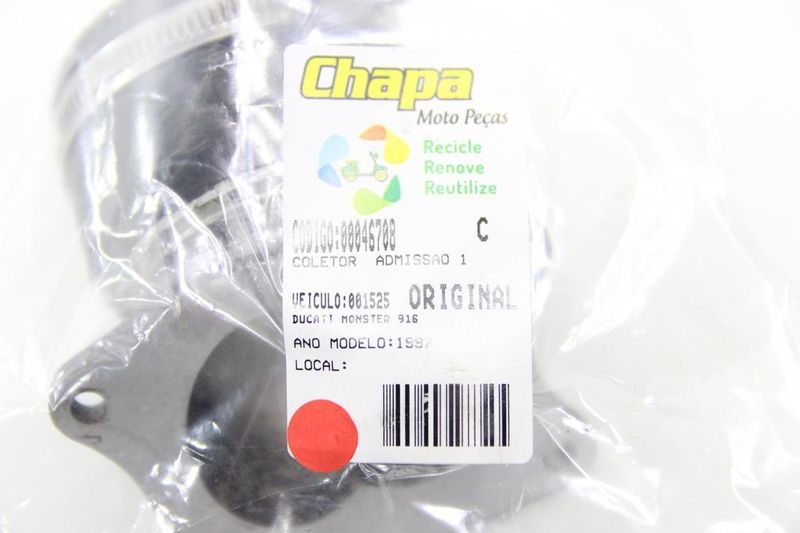 Chapa
Moto Peças
Recicle
Renove
Reutilize
CODIGO:00046708 C
COLETOR ADMISSAO 1
VEICULO:001525 ORIGINAL
DUCATI MONSTER 916
ANO MODELO:1997
LOCAL: